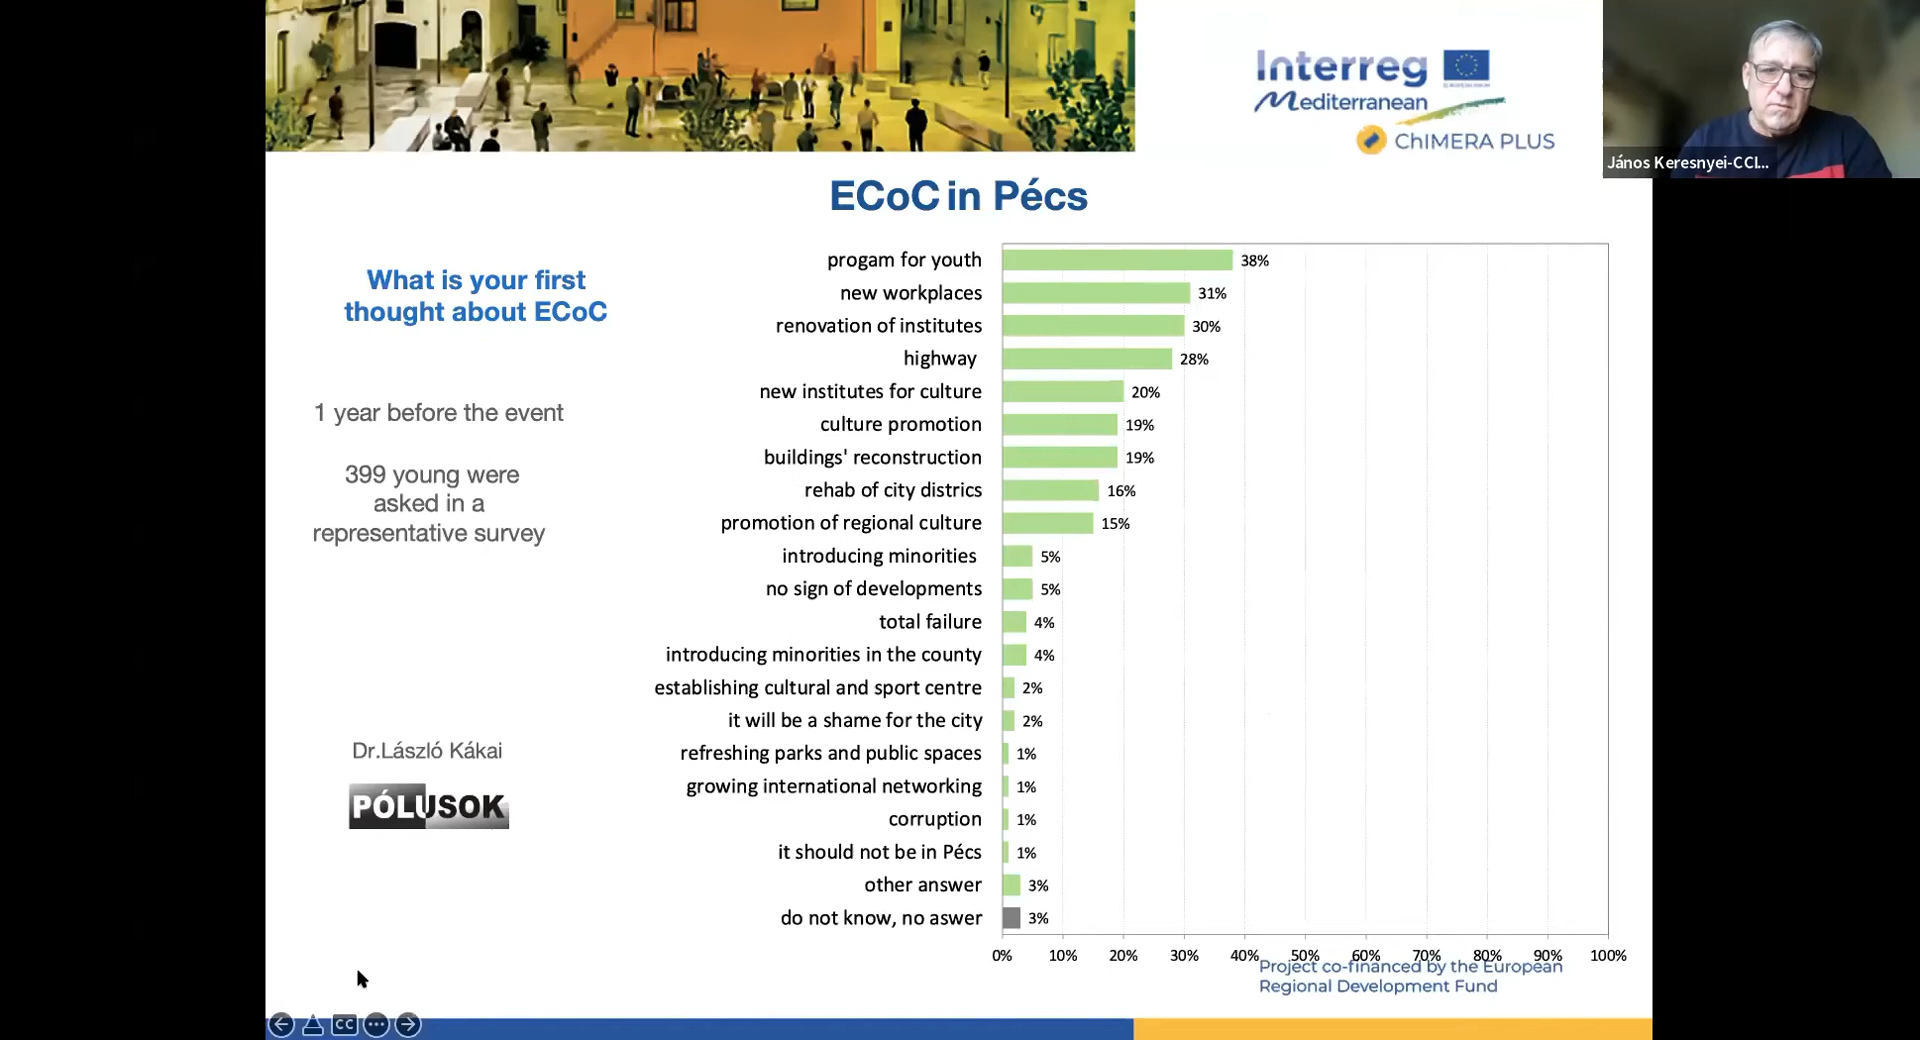 Interreg
EUROPEAN UNION
Mediterranean
ChIMERA PLUS
János Keresnyei-CCI...
ECoC in Pécs
What is your first
thought about ECoC
1 year before the event
399 young were
asked in a
representative survey
Dr.László Kákai
PÓLUSOK
progam for youth 38%
new workplaces 31%
renovation of institutes 30%
highway 28%
new institutes for culture 20%
culture promotion 19%
buildings' reconstruction 19%
rehab of city districs 16%
promotion of regional culture 15%
introducing minorities 5%
no sign of developments 5%
total failure 4%
introducing minorities in the county 4%
establishing cultural and sport centre 2%
it will be a shame for the city 2%
refreshing parks and public spaces 1%
growing international networking 1%
corruption 1%
it should not be in Pécs 1%
other answer 3%
do not know, no aswer 3%
0% 10% 20% 30% 40% 50% 60% 70% 80% 90% 100%
Project co-financed by the European
Regional Development Fund
CC